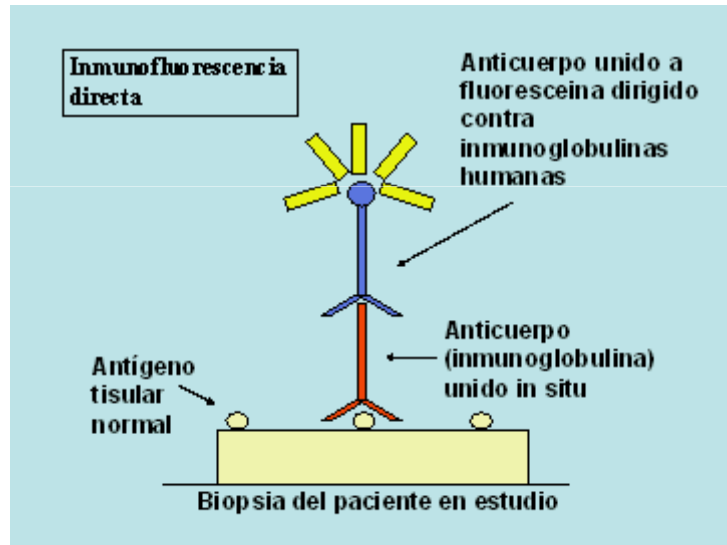 Inmunofluorescencia
directa
Anticuerpo unido a
fluoresceina dirigido
contra
inmunoglobulinas
humanas
Anticuerpo
(inmunoglobulina)
unido in situ
Antígeno
tisular
normal
Biopsia del paciente en estudio